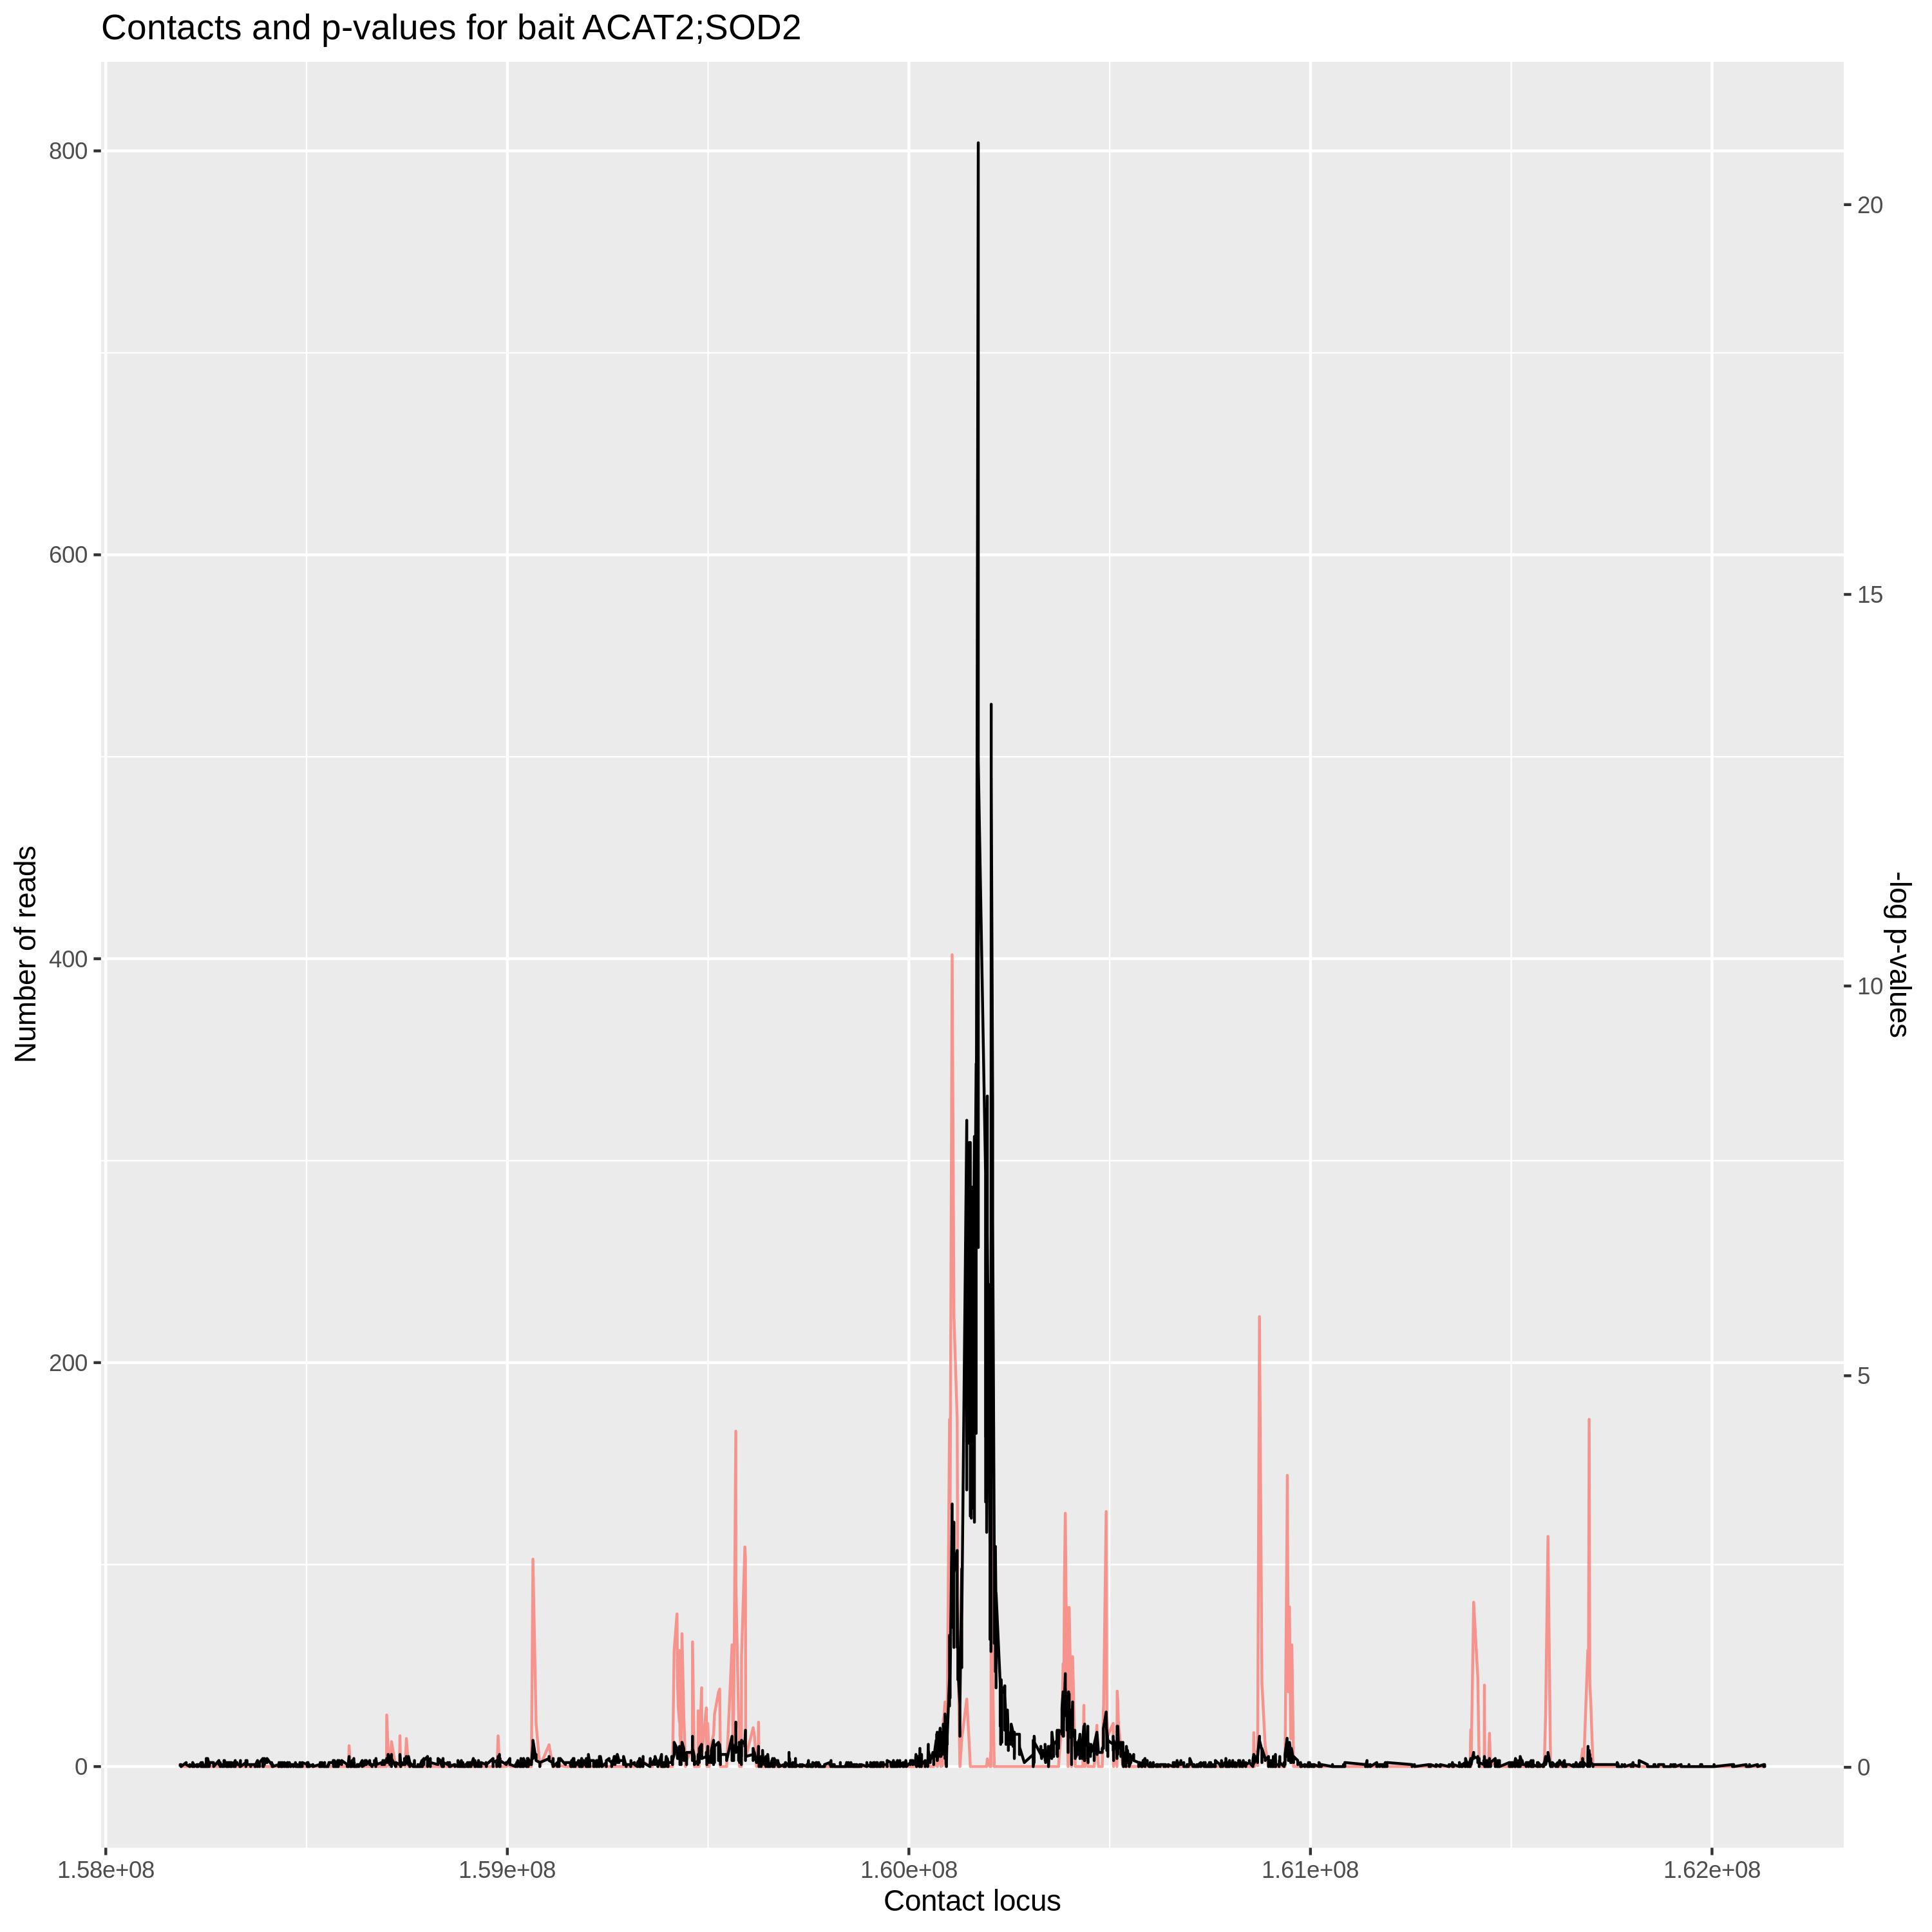 Contacts and p-values for bait ACAT2;SOD2
800
600
400
200
0
Number of reads
20
15
10
5
0
-log p-values
1.58e+08
1.59e+08
1.60e+08
1.61e+08
1.62e+08
Contact locus